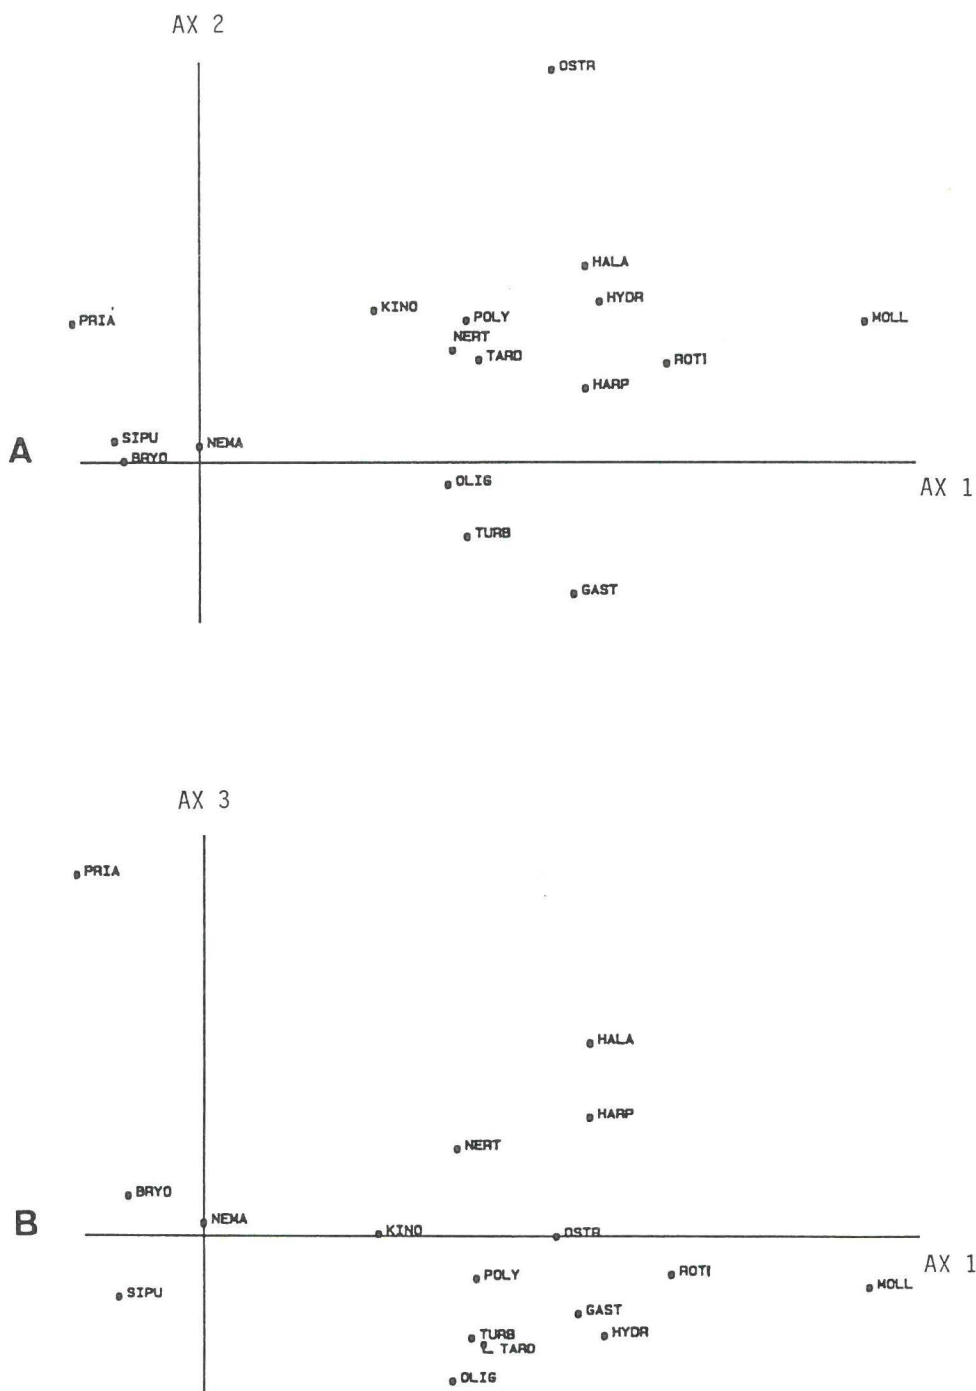 AX 2
OSTR
HALA
HYDR
KINO
POLY
MOLL
PRIA
NERT
TARD
ROTI
HARP
SIPU
NEMA
A
BRYO
OLIG
AX 1
TURB
GAST
AX 3
PRIA
HALA
HARP
NERT
BRYO
NEMA
B
KINO
OSTR
AX 1
POLY
ROTI
MOLL
SIPU
GAST
TURB
HYDR
TARD
OLIG